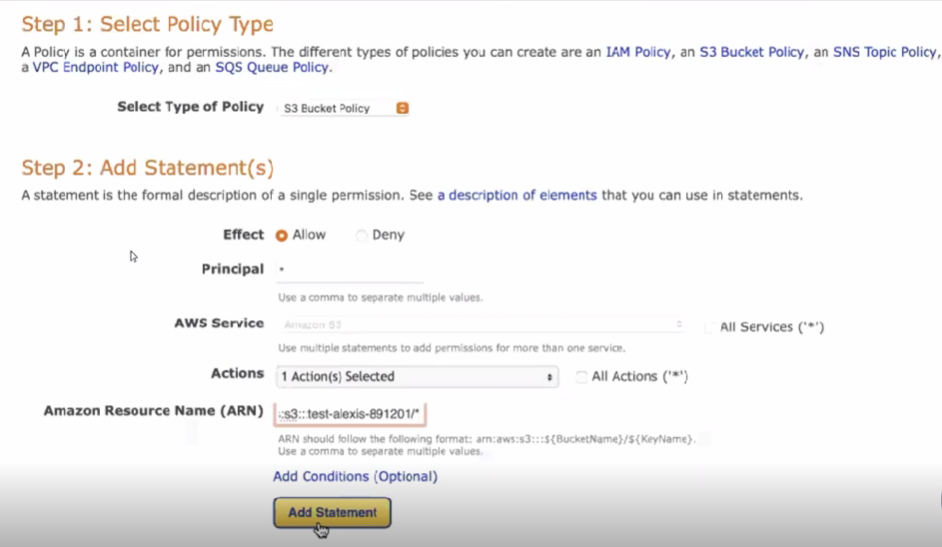 Step 1: Select Policy Type
A Policy is a container for permissions. The different types of policies you can create are an IAM Policy, an S3 Bucket Policy, an SNS Topic Policy,
a VPC Endpoint Policy, and an SQS Queue Policy.
Select Type of Policy S3 Bucket Policy
Step 2: Add Statement(s)
A statement is the formal description of a single permission. See a description of elements that you can use in statements.
Effect Allow Deny
Principal *
Use a comma to separate multiple values.
AWS Service Amazon S3 All Services ('*')
Use multiple statements to add permissions for more than one service.
Actions 1 Action(s) Selected All Actions ('*')
Amazon Resource Name (ARN) ::s3:::test-alexis-891201/*
ARN should follow the following format: arn:aws:s3:::${BucketName}/${KeyName}.
Use a comma to separate multiple values.
Add Conditions (Optional)
Add Statement